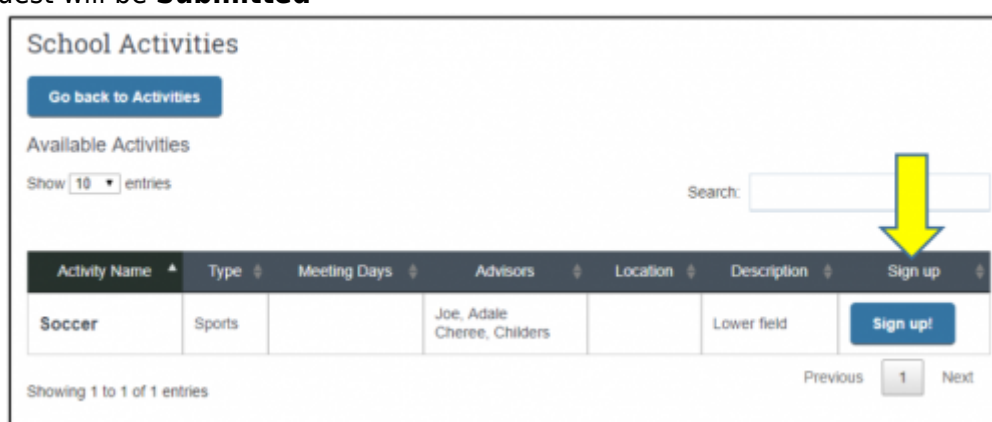 will be Submitted
School Activities
Go back to Activities
Available Activities
Show 10 entries
Search:
Activity Name Type Meeting Days Advisors Location Description Sign up
Soccer Sports Joe, Adale Lower field Sign up!
Cheree, Childers
Showing 1 to 1 of 1 entries
Previous 1 Next